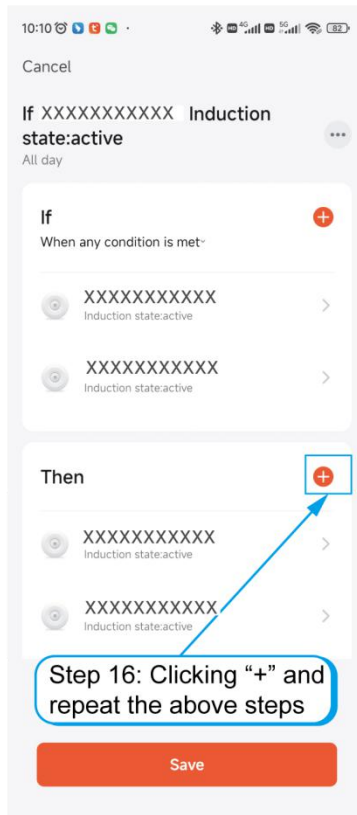 10:10
4G
5G
82
Cancel
If XXXXXXXXXXX Induction
state:active
All day
If
When any condition is met
XXXXXXXXXXX
Induction state:active
XXXXXXXXXXX
Induction state:active
Then
XXXXXXXXXXX
Induction state:active
XXXXXXXXXXX
Induction state:active
Step 16: Clicking “+” and
repeat the above steps
Save